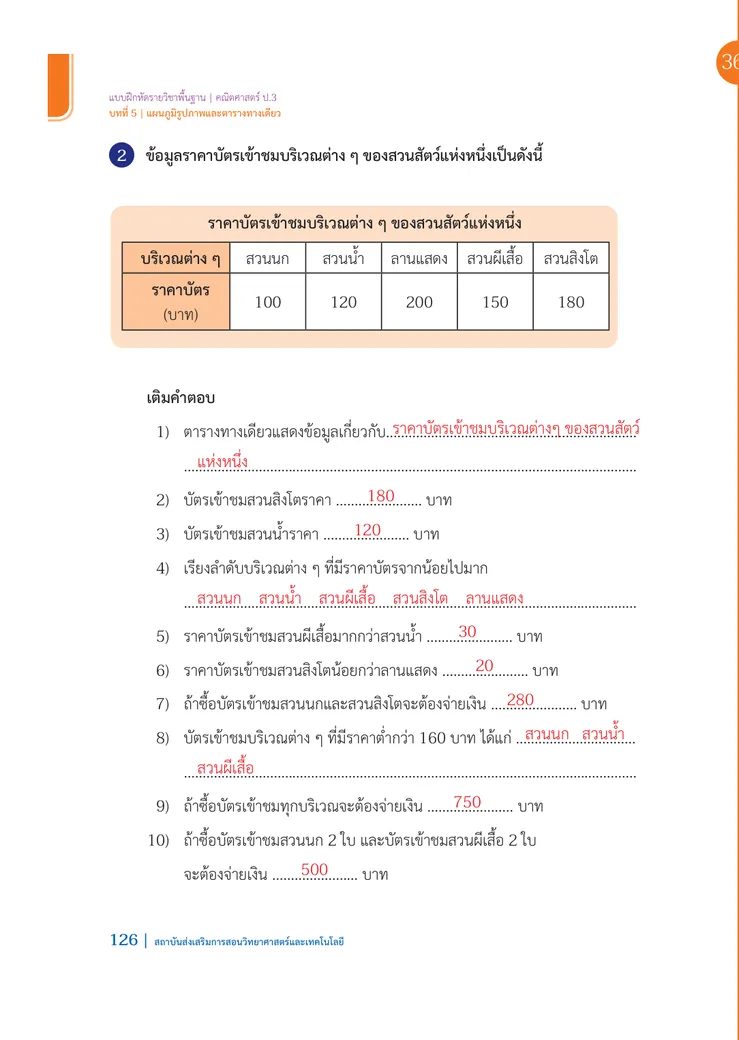 36
แบบฝึกหัดรายวิชาพื้นฐาน | คณิตศาสตร์ ป.3
บทที่ 5 | แผนภูมิรูปภาพและตารางทางเดียว
2 ข้อมูลราคาบัตรเข้าชมบริเวณต่าง ๆ ของสวนสัตว์แห่งหนึ่งเป็นดังนี้
ราคาบัตรเข้าชมบริเวณต่าง ๆ ของสวนสัตว์แห่งหนึ่ง
บริเวณต่าง ๆ สวนนก สวนน้ำ ลานแสดง สวนผีเสื้อ สวนสิงโต
ราคาบัตร
(บาท) 100 120 200 150 180
เติมคำตอบ
1) ตารางทางเดียวแสดงข้อมูลเกี่ยวกับ ราคาบัตรเข้าชมบริเวณต่างๆ ของสวนสัตว์
แห่งหนึ่ง
2) บัตรเข้าชมสวนสิงโตราคา 180 บาท
3) บัตรเข้าชมสวนน้ำราคา 120 บาท
4) เรียงลำดับบริเวณต่าง ๆ ที่มีราคาบัตรจากน้อยไปมาก
สวนนก สวนน้ำ สวนผีเสื้อ สวนสิงโต ลานแสดง
5) ราคาบัตรเข้าชมสวนผีเสื้อมากกว่าสวนน้ำ 30 บาท
6) ราคาบัตรเข้าชมสวนสิงโตน้อยกว่าลานแสดง 20 บาท
7) ถ้าซื้อบัตรเข้าชมสวนนกและสวนสิงโตจะต้องจ่ายเงิน 280 บาท
8) บัตรเข้าชมบริเวณต่าง ๆ ที่มีราคาต่ำกว่า 160 บาท ได้แก่ สวนนก สวนน้ำ
สวนผีเสื้อ
9) ถ้าซื้อบัตรเข้าชมทุกบริเวณจะต้องจ่ายเงิน 750 บาท
10) ถ้าซื้อบัตรเข้าชมสวนนก 2 ใบ และบัตรเข้าชมสวนผีเสื้อ 2 ใบ
จะต้องจ่ายเงิน 500 บาท
126 | สถาบันส่งเสริมการสอนวิทยาศาสตร์และเทคโนโลยี